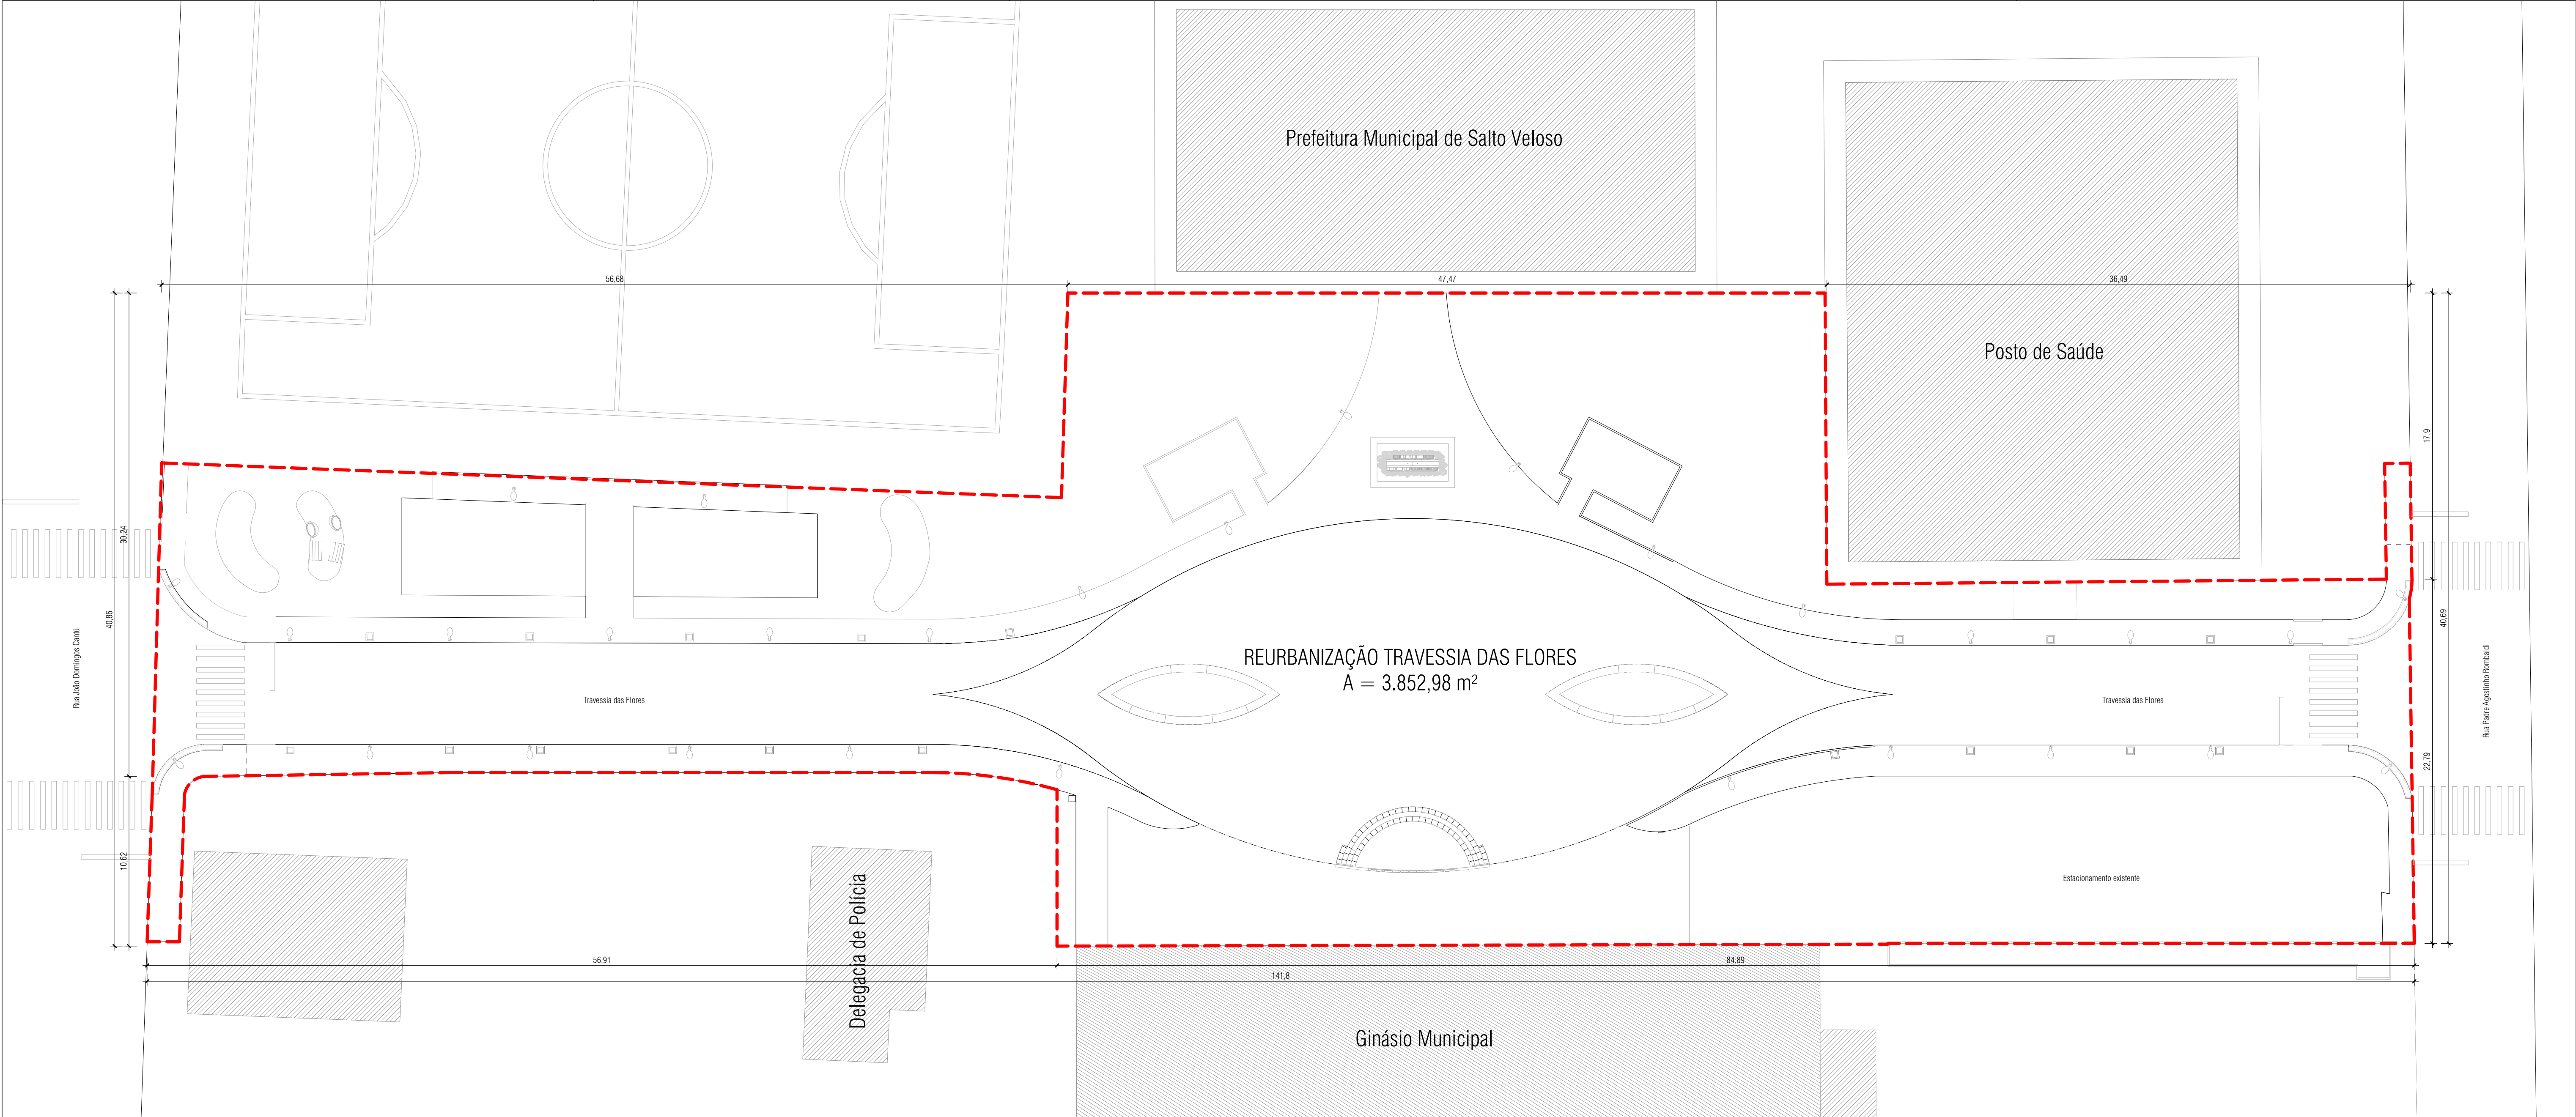 Prefeitura Municipal de Salto Veloso
56,68
47,47
36,49
Posto de Saúde
17,9
30,24
40,86
40,69
Rua João Domingos Cantú
REURBANIZAÇÃO TRAVESSIA DAS FLORES
A = 3.852,98 m²
Travessia das Flores
Travessia das Flores
Rua Padre Agostinho Rombaldi
22,79
10,62
Delegacia de Polícia
Estacionamento existente
56,91
84,89
141,8
Ginásio Municipal